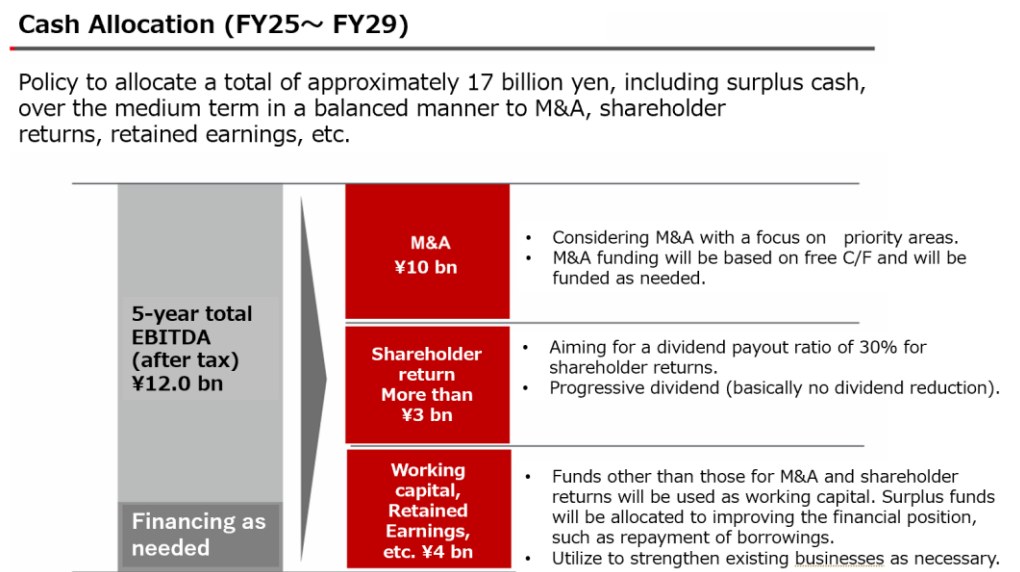 Cash Allocation (FY25～ FY29)
Policy to allocate a total of approximately 17 billion yen, including surplus cash,
over the medium term in a balanced manner to M&A, shareholder
returns, retained earnings, etc.
5-year total
EBITDA
(after tax)
¥12.0 bn
Financing as
needed
M&A
¥10 bn
• Considering M&A with a focus on   priority areas.
• M&A funding will be based on free C/F and will be
funded as needed.
Shareholder
return
More than
¥3 bn
• Aiming for a dividend payout ratio of 30% for
shareholder returns.
• Progressive dividend (basically no dividend reduction).
Working
capital,
Retained
Earnings,
etc. ¥4 bn
• Funds other than those for M&A and shareholder
returns will be used as working capital. Surplus funds
will be allocated to improving the financial position,
such as repayment of borrowings.
• Utilize to strengthen existing businesses as necessary.